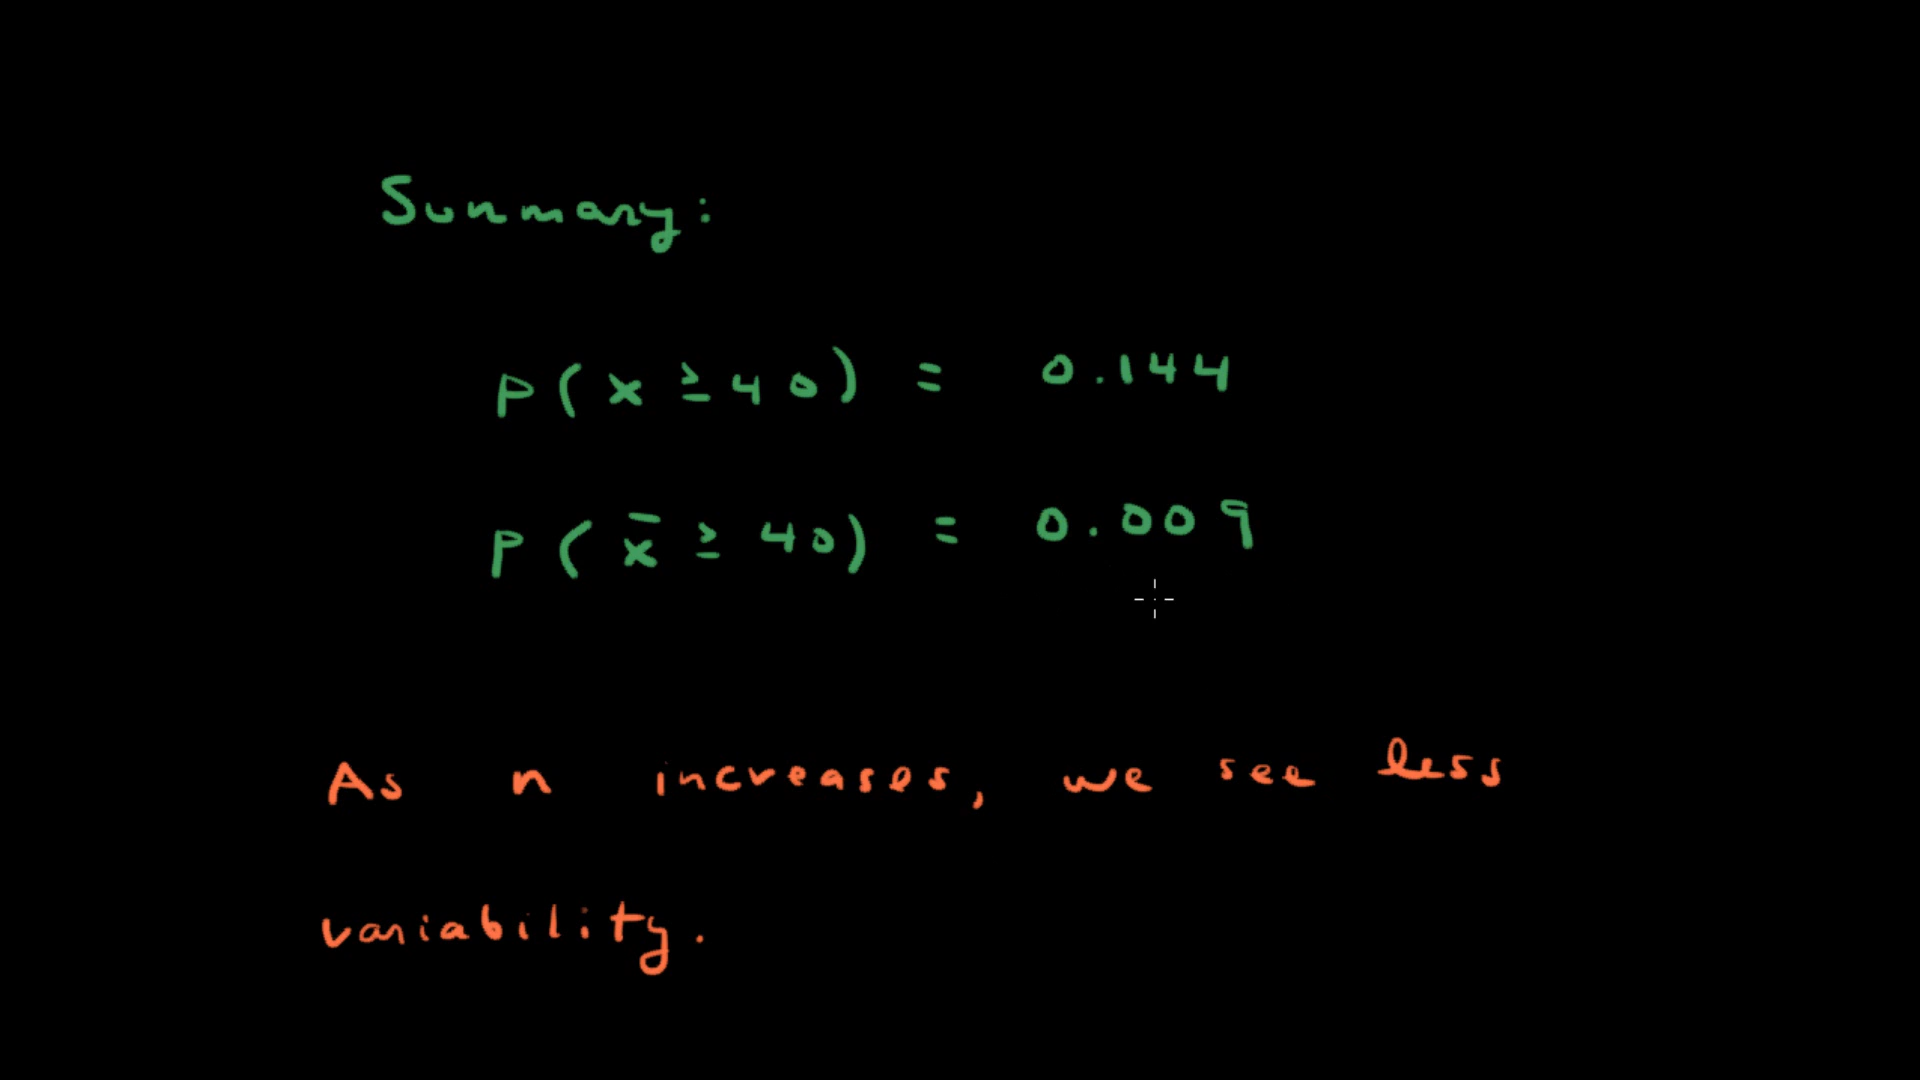 Summary:
P(x ≥ 40) = 0.144
P(x̄ ≥ 40) = 0.009
As n increases, we see less
variability.